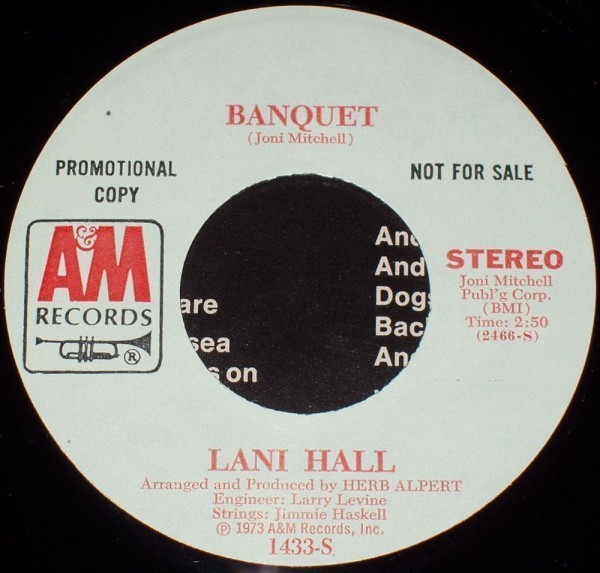 BANQUET
(Joni Mitchell)
PROMOTIONAL
COPY
NOT FOR SALE
A&M
RECORDS
®
STEREO
Joni Mitchell
Publ'g Corp.
(BMI)
Time: 2:50
(2466-S)
are
sea
s on
And
And
Dogs
Bac
An
LANI HALL
Arranged and Produced by HERB ALPERT
Engineer: Larry Levine
Strings: Jimmie Haskell
℗ 1973 A&M Records, Inc.
1433-S